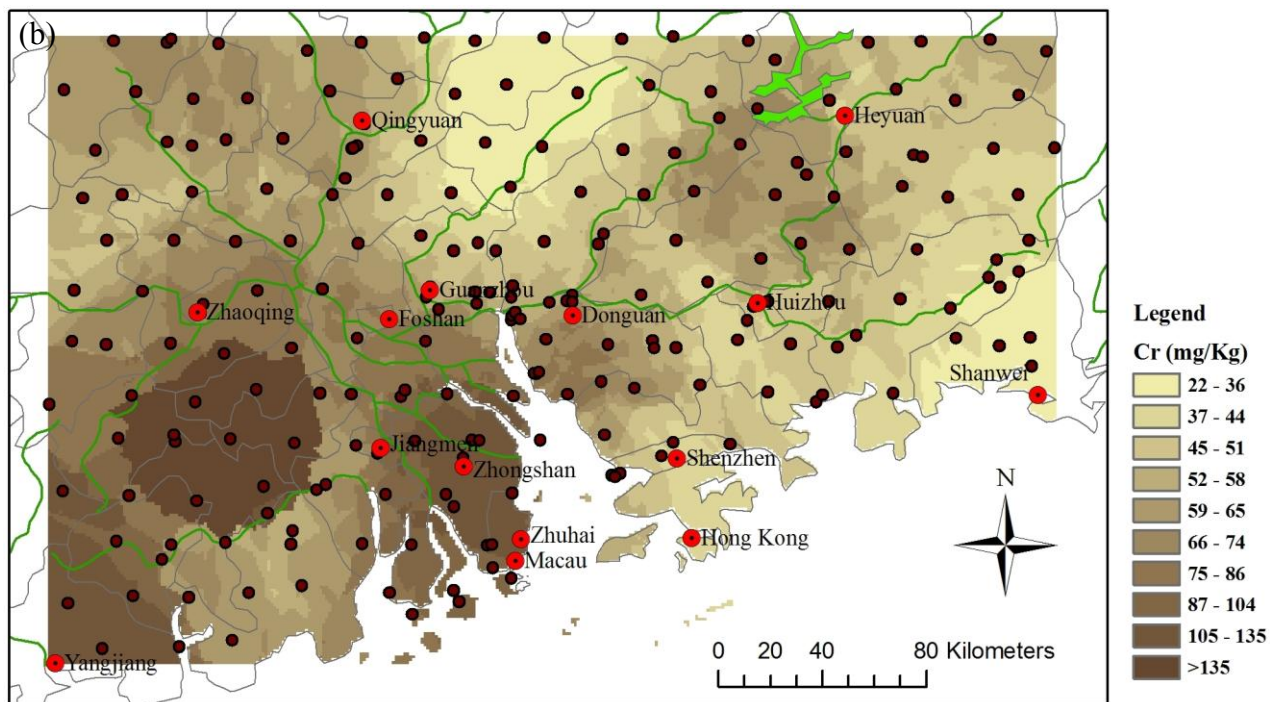 (b)
Qingyuan
Heyuan
Guangzhou
Zhaoqing
Foshan
Donguan
Huizhou
Shanwei
Jiangmen
Zhongshan
Shenzhen
Zhuhai
Macau
Hong Kong
Yangjiang
N
0 20 40 80 Kilometers
Legend
Cr (mg/Kg)
22 - 36
37 - 44
45 - 51
52 - 58
59 - 65
66 - 74
75 - 86
87 - 104
105 - 135
>135